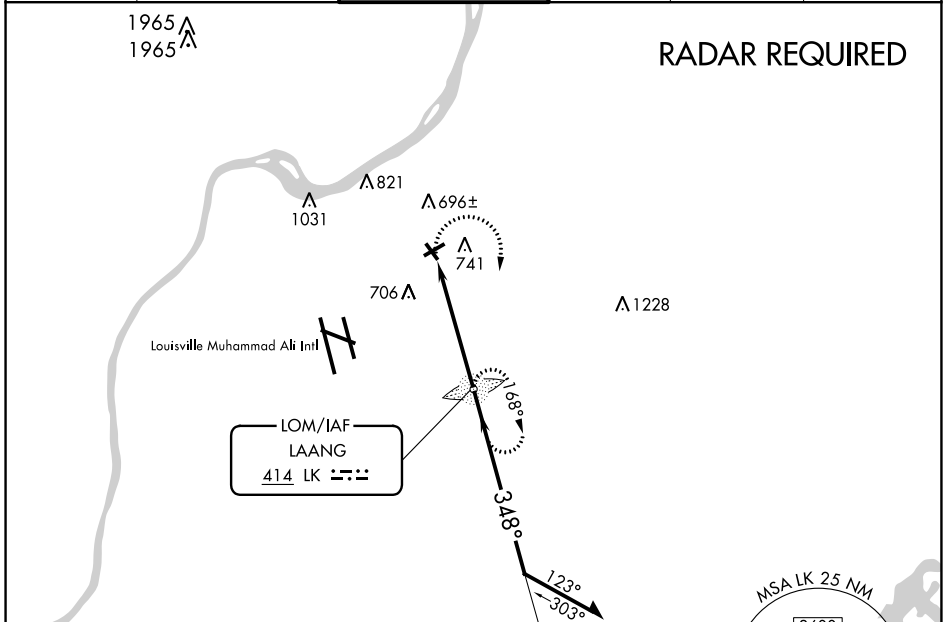 1965
1965
RADAR REQUIRED
821
1031
696±
741
706
1228
Louisville Muhammad Ali Intl
LOM/IAF
LAANG
414 LK
168°
348°
123°
303°
MSA LK 25 NM